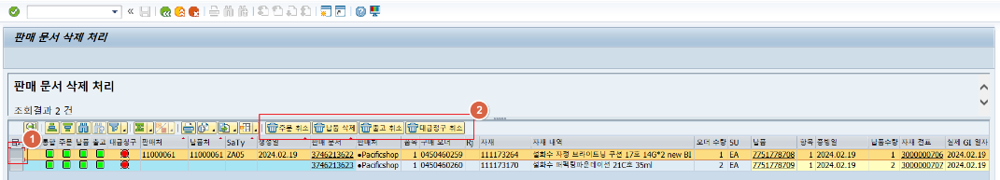 판매 문서 삭제 처리
판매 문서 삭제 처리
조회결과 2 건
2
주문 취소 납품 삭제 출고 취소 대금청구 취소
1
통합 주문 납품 출고 대금청구 판매처 납품처 SaTy 생성일 판매 문서 판매처 품목 구매 오더 자재 자재 내역 오더 수량 SU 납품 항목 증빙일 납품수량 자재 전표 실제 GI 일자
11000061 11000061 ZA05 2024.02.19 3746213622 ●Pacificshop 1 0450460259 111173264 설화수 자정 브라이트닝 쿠션 17호 14G*2 new BI 1 EA 7751778708 1 2024.02.19 1 3000000706 2024.02.19
3746213623 ●Pacificshop 1 0450460260 111173170 설화수 퍼펙팅파운데이션 21C호 35ml 2 EA 7751778709 1 2024.02.19 2 3000000707 2024.02.19